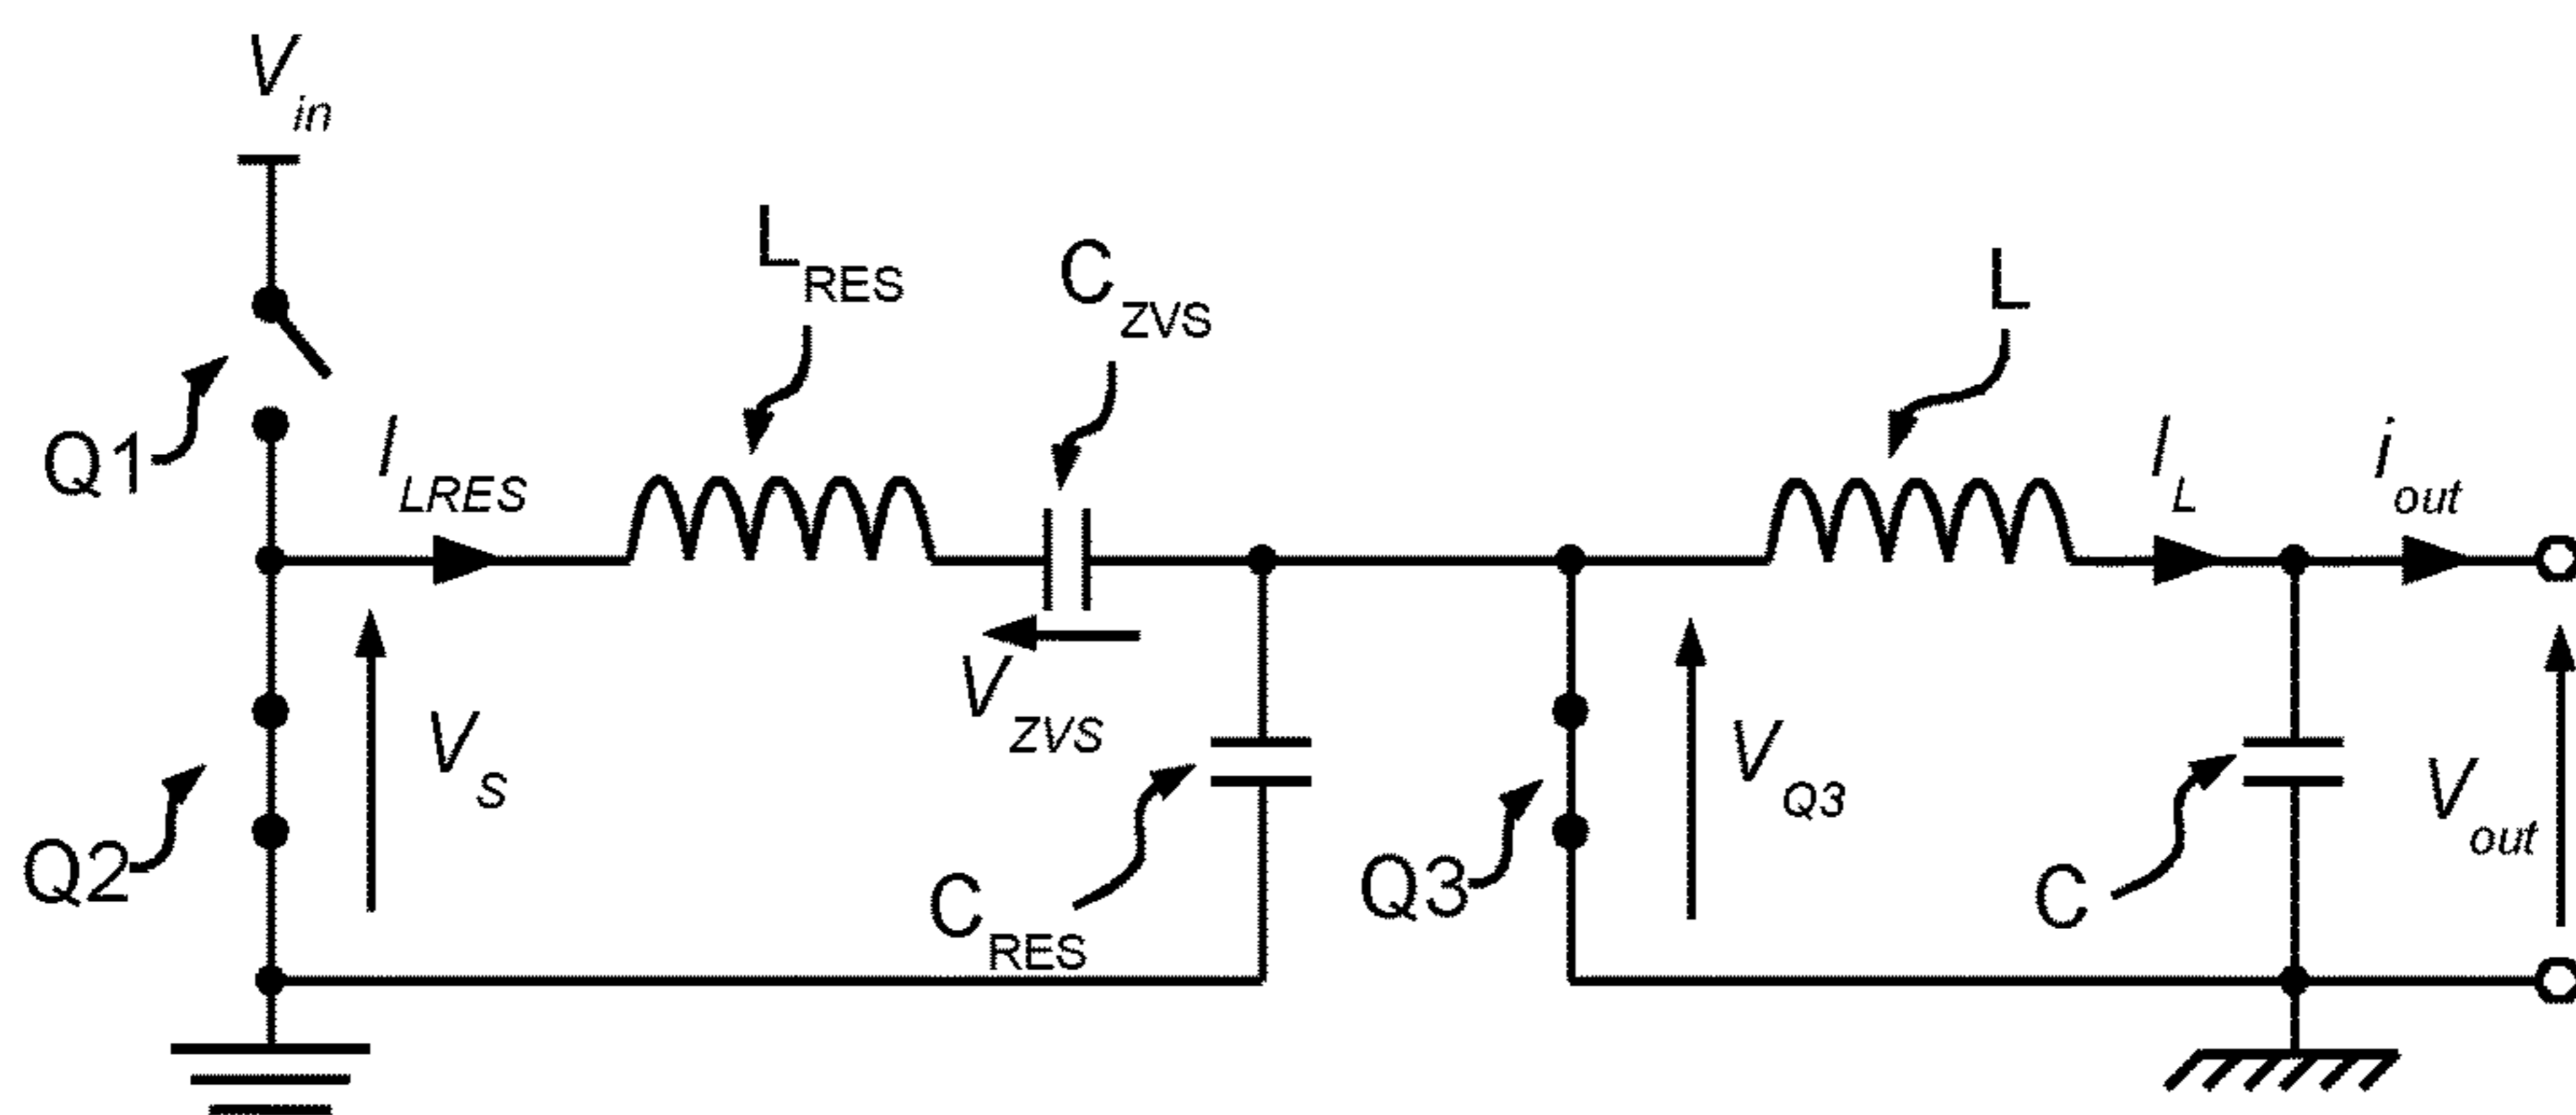 Vin
LRES
CZVS
L
Q1
ILRES
IL
iout
VZVS
VS
VQ3
Vout
Q2
CRES
Q3
C